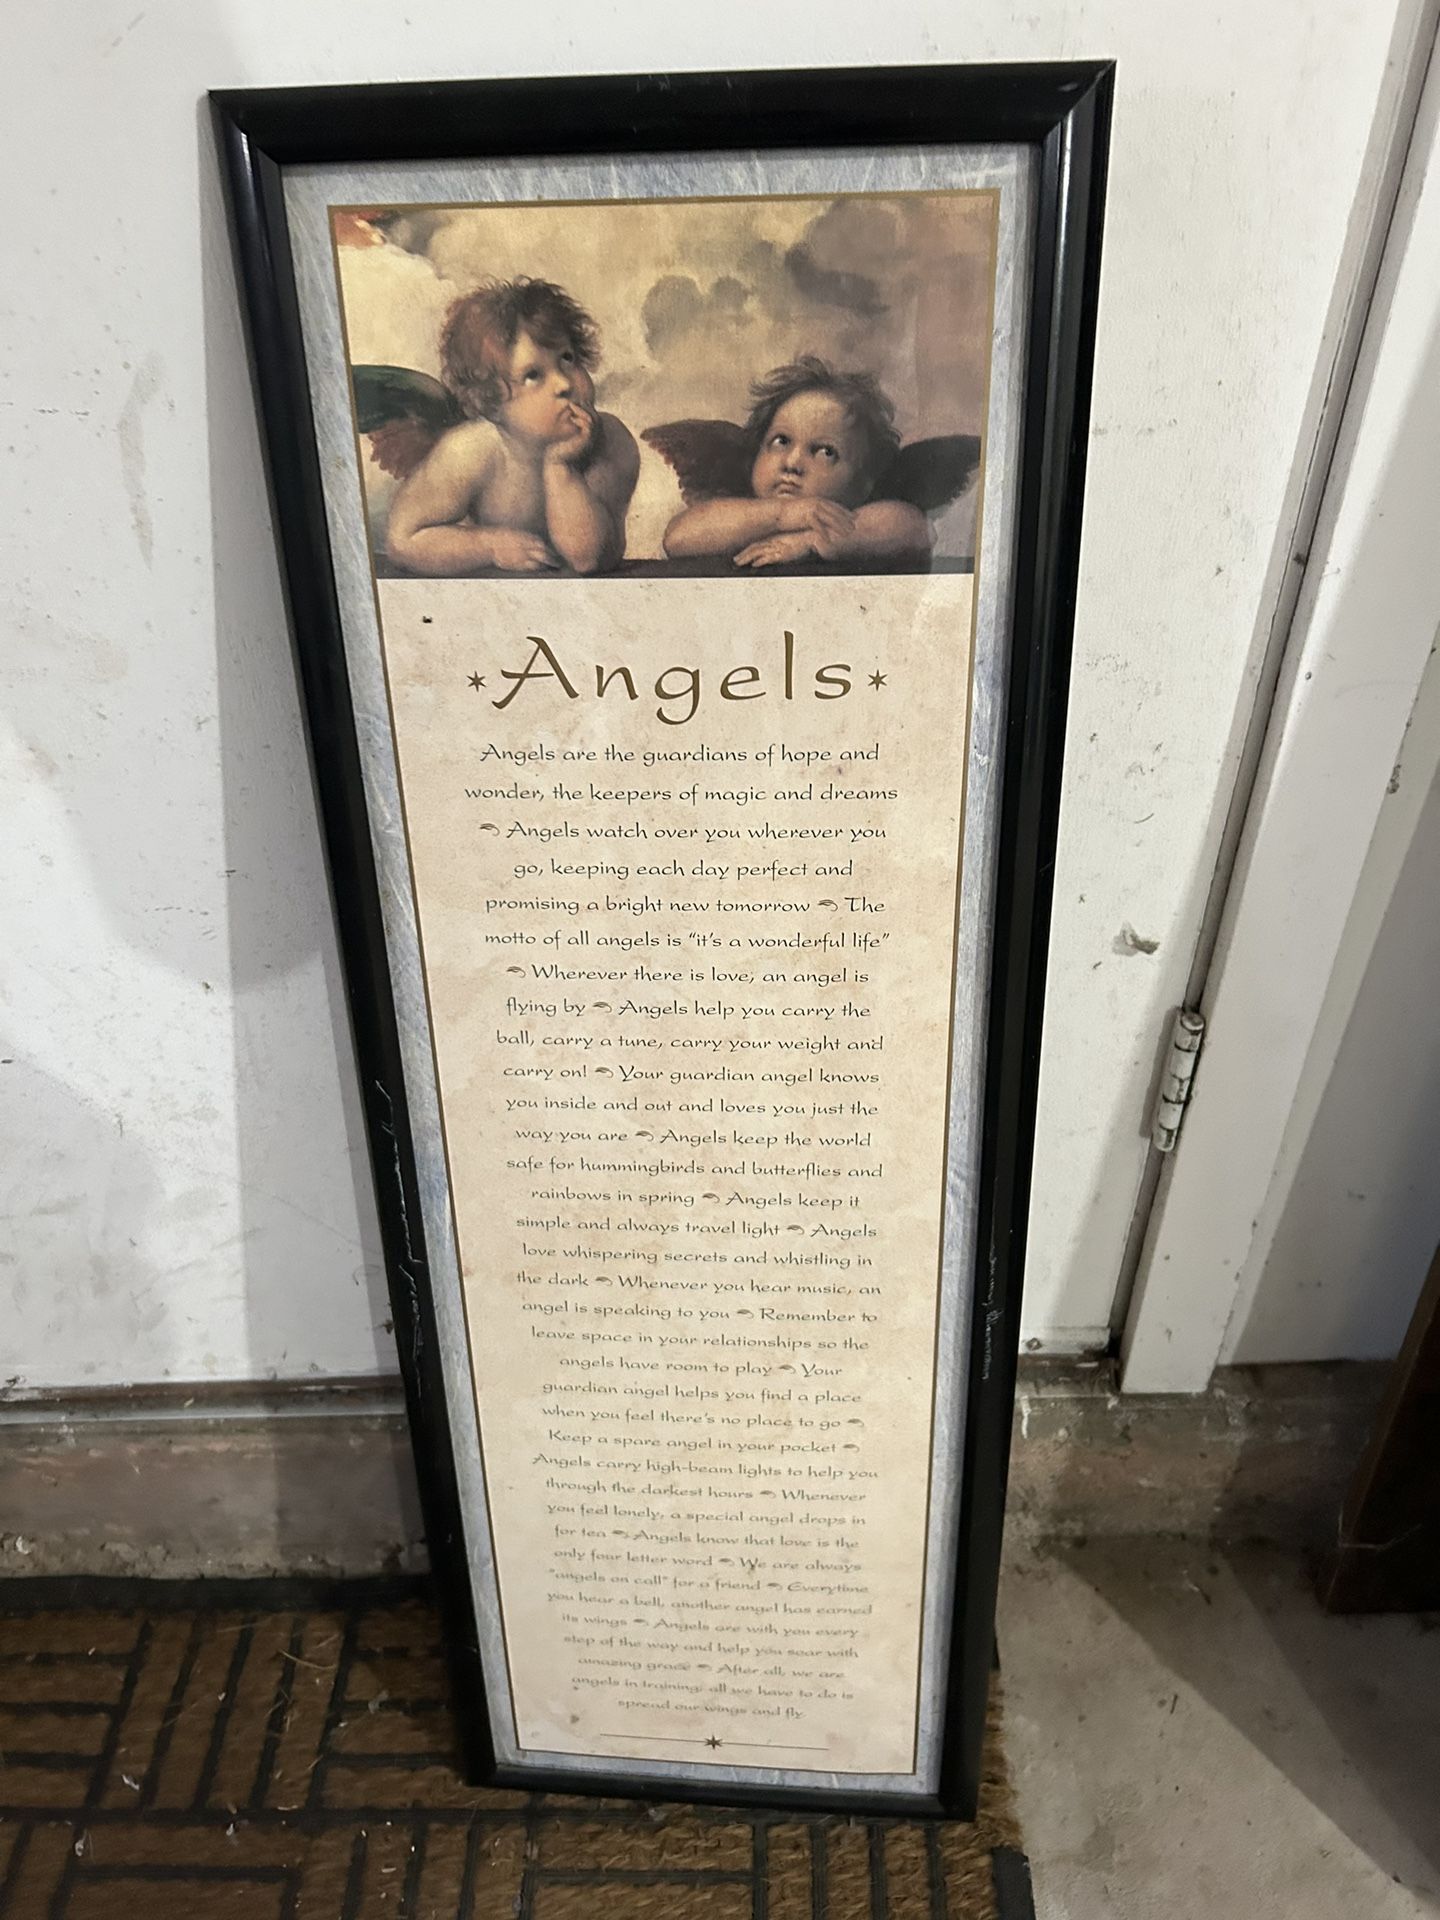 Angels
Angels are the guardians of hope and
wonder, the keepers of magic and dreams
Angels watch over you wherever you
go, keeping each day perfect and
promising a bright new tomorrow The
motto of all angels is “it’s a wonderful life”
Wherever there is love, an angel is
flying by Angels help you carry the
ball, carry a tune, carry your weight and
carry on! Your guardian angel knows
you inside and out and loves you just the
way you are Angels keep the world
safe for hummingbirds and butterflies and
rainbows in spring Angels keep it
simple and always travel light Angels
love whispering secrets and whistling in
the dark Whenever you hear music, an
angel is speaking to you Remember to
leave space in your relationships so the
angels have room to play Your
guardian angel helps you find a place
when you feel there’s no place to go
Keep a spare angel in your pocket
Angels carry high-beam lights to help you
through the darkest hours Whenever
you feel lonely, a special angel drops in
for tea Angels know that love is the
only four letter word We are always
“angels on call” for a friend Everytime
you hear a bell, another angel has earned
its wings Angels are with you every
step of the way and help you soar with
amazing grace After all, we are
angels in training; all we have to do is
spread our wings and fly